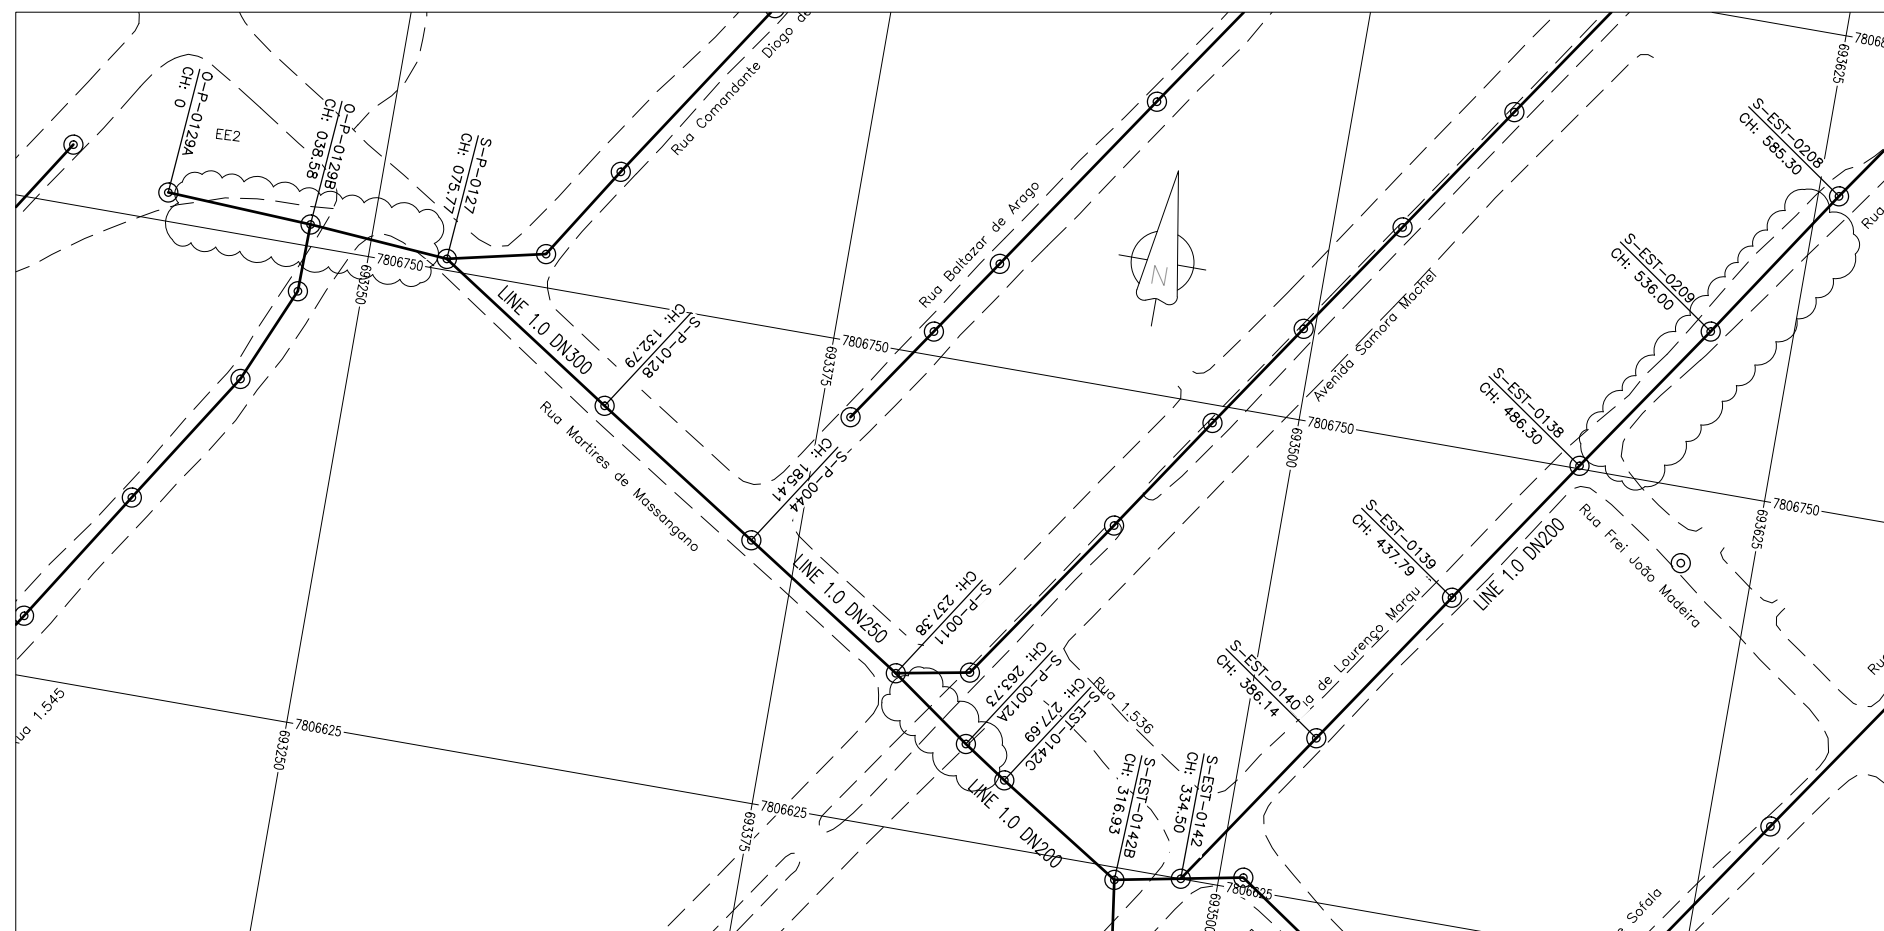 O-P-0129A
CH: 0
EE2
O-P-0129B
CH: 038.58
S-P-0127
CH: 075.77
Rua Comandante Diogo
693625
S-EST-0208
CH: 585.30
Rua
Rua Baltazar de Arago
N
Avenida Samora Machel
S-EST-0209
CH: 536.00
7806750
693250
LINE 1.0 DN300
S-P-0128
CH: 132.79
7806750
693375
Rua Martires de Massangano
S-P-0044
CH: 185.41
7806750
693500
S-EST-0138
CH: 486.30
7806750
693625
S-EST-0139
CH: 437.79
LINE 1.0 DN200
Rua Frei João Madeira
LINE 1.0 DN250
S-P-0011
CH: 237.38
S-P-0012A
CH: 263.73
S-EST-0142C
CH: 277.69
Rua 1.536
de Lourenço Marqu
S-EST-0140
CH: 386.14
1.545
7806625
693250
7806625
693375
LINE 1.0 DN200
S-EST-0142B
CH: 316.93
S-EST-0142
CH: 334.50
7806625
693500
Sofala